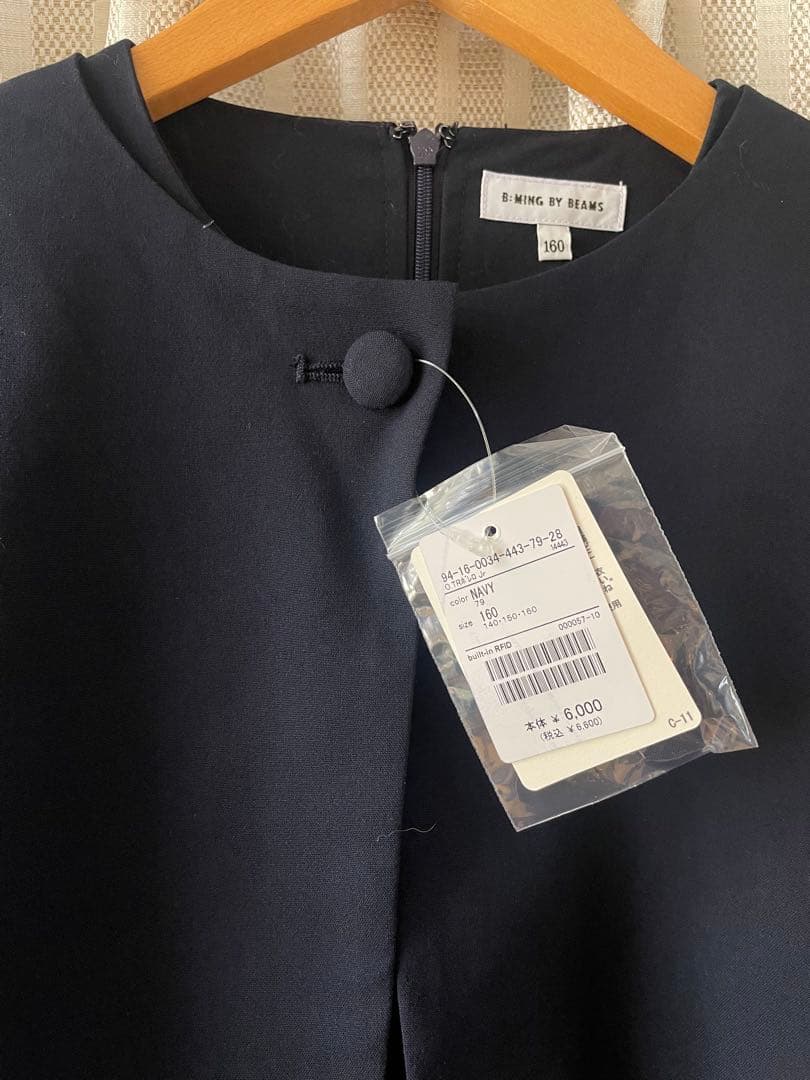 B:MING BY BEAMS
160
94-16-0034-443-79-28
14443
color NAVY
79
size 160
140·150·160
000057-10
built-in RFID
本体 ¥ 6,000
(税込 ¥ 6,600)
C-11